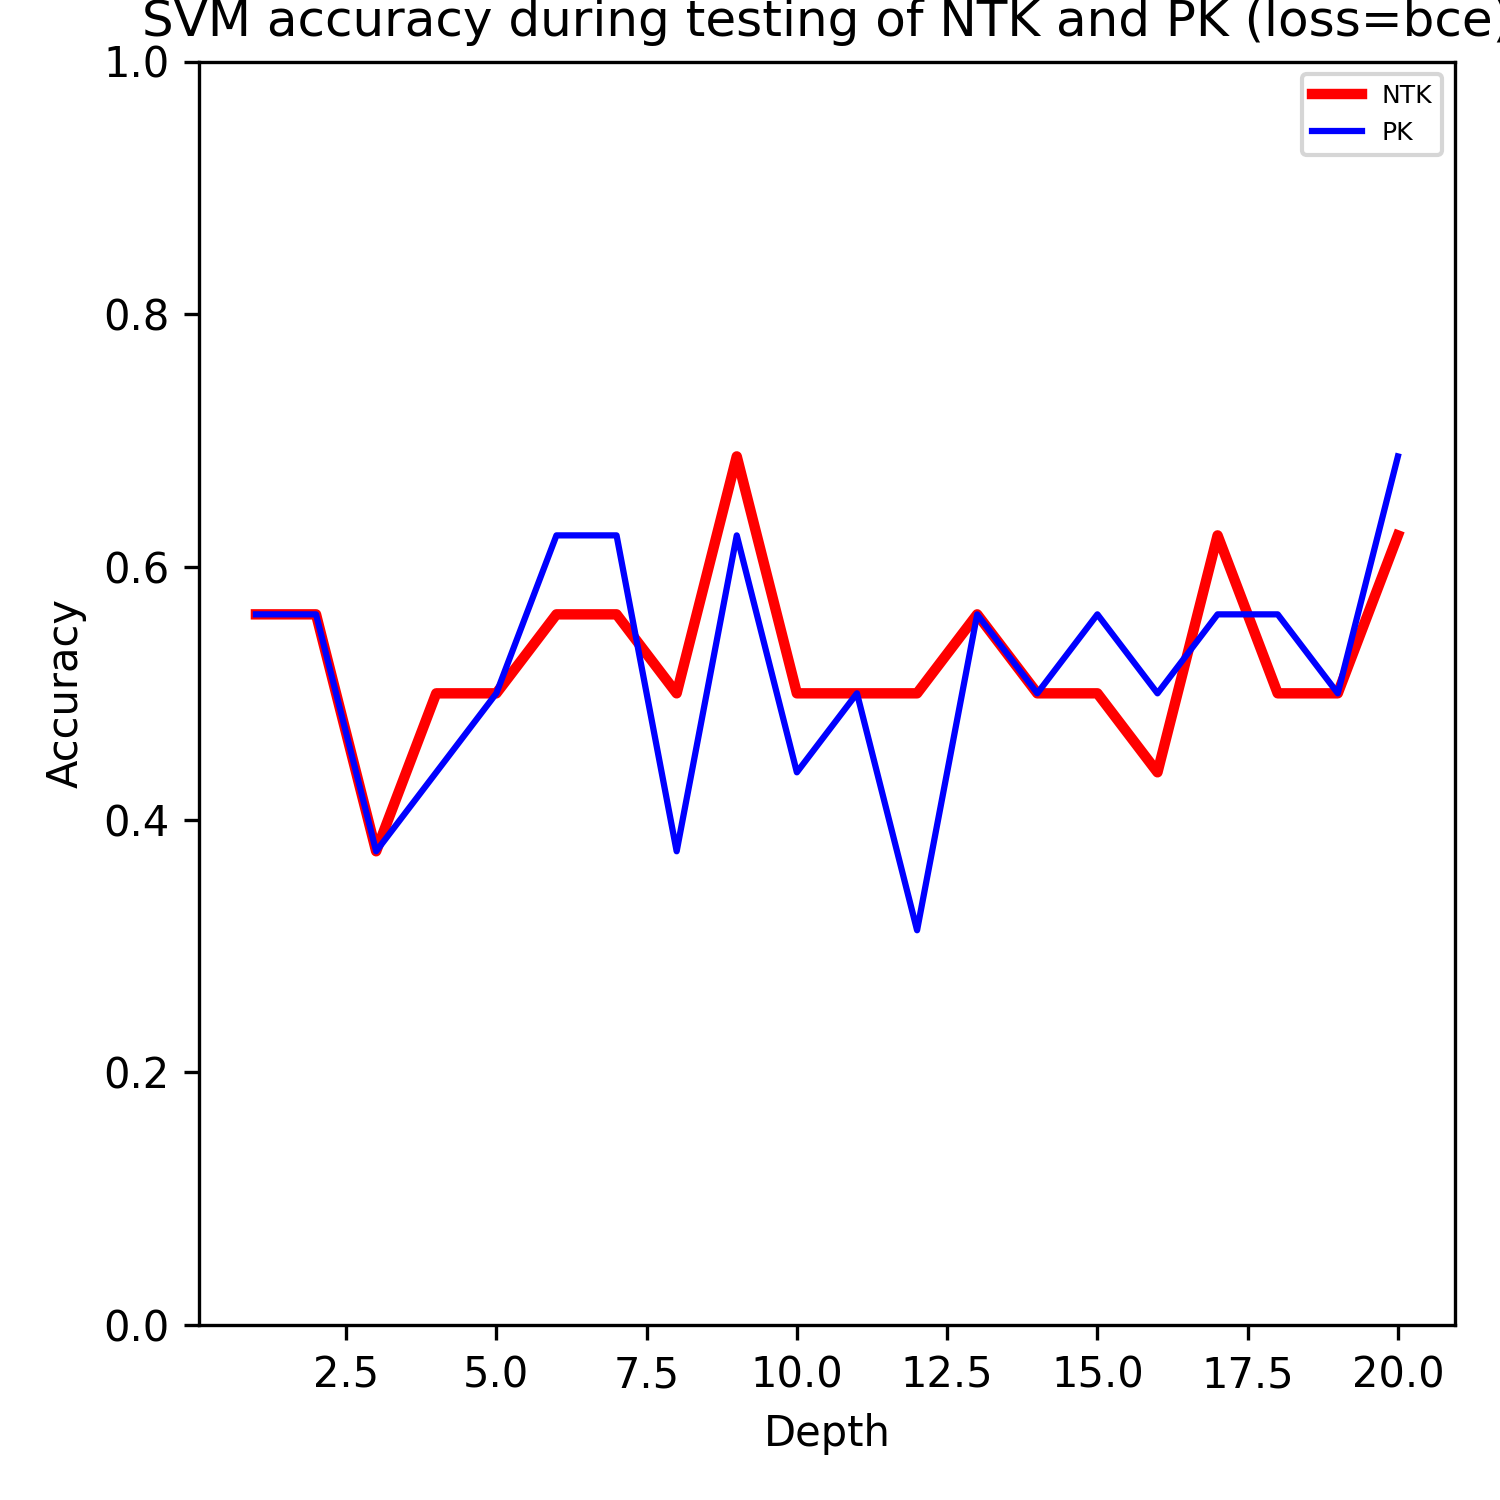 SVM accuracy during testing of NTK and PK (loss=bce)
1.0
0.8
0.6
0.4
0.2
0.0
Accuracy
NTK
PK
2.5 5.0 7.5 10.0 12.5 15.0 17.5 20.0
Depth